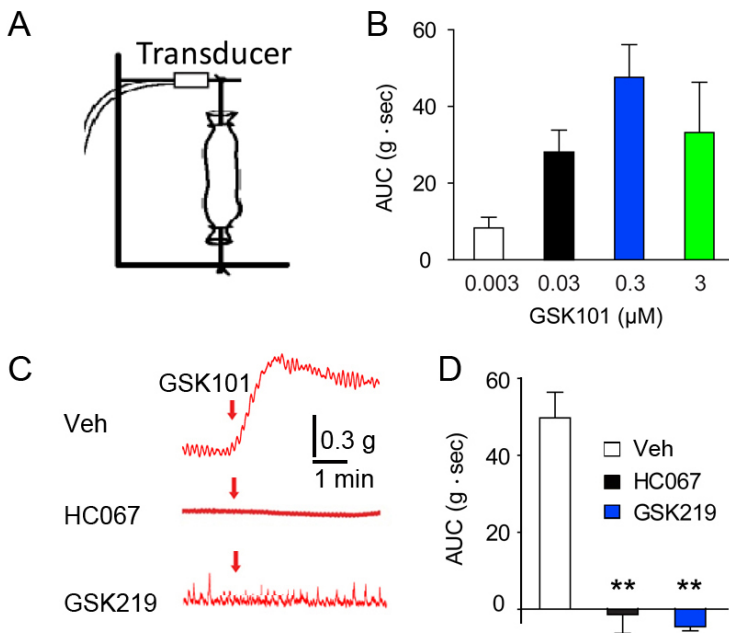 A
Transducer
B
AUC (g · sec)
60
40
20
0
0.003 0.03 0.3 3
GSK101 (µM)
C
GSK101
Veh
0.3 g
1 min
HC067
GSK219
D
AUC (g · sec)
60
40
20
0
Veh
HC067
GSK219
** **